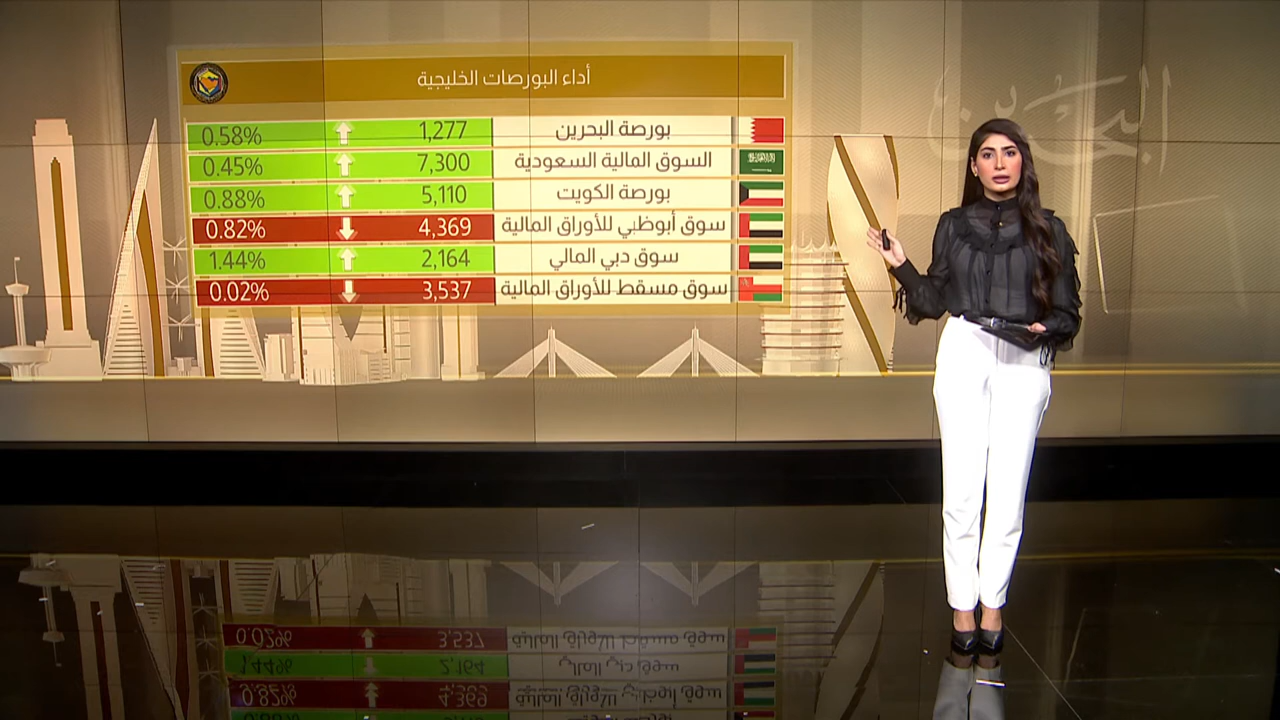 أداء البورصات الخليجية
بورصة البحرين 1,277 0.58%
السوق المالية السعودية 7,300 0.45%
بورصة الكويت 5,110 0.88%
سوق أبوظبي للأوراق المالية 4,369 0.82%
سوق دبي المالي 2,164 1.44%
سوق مسقط للأوراق المالية 3,537 0.02%
البحرين